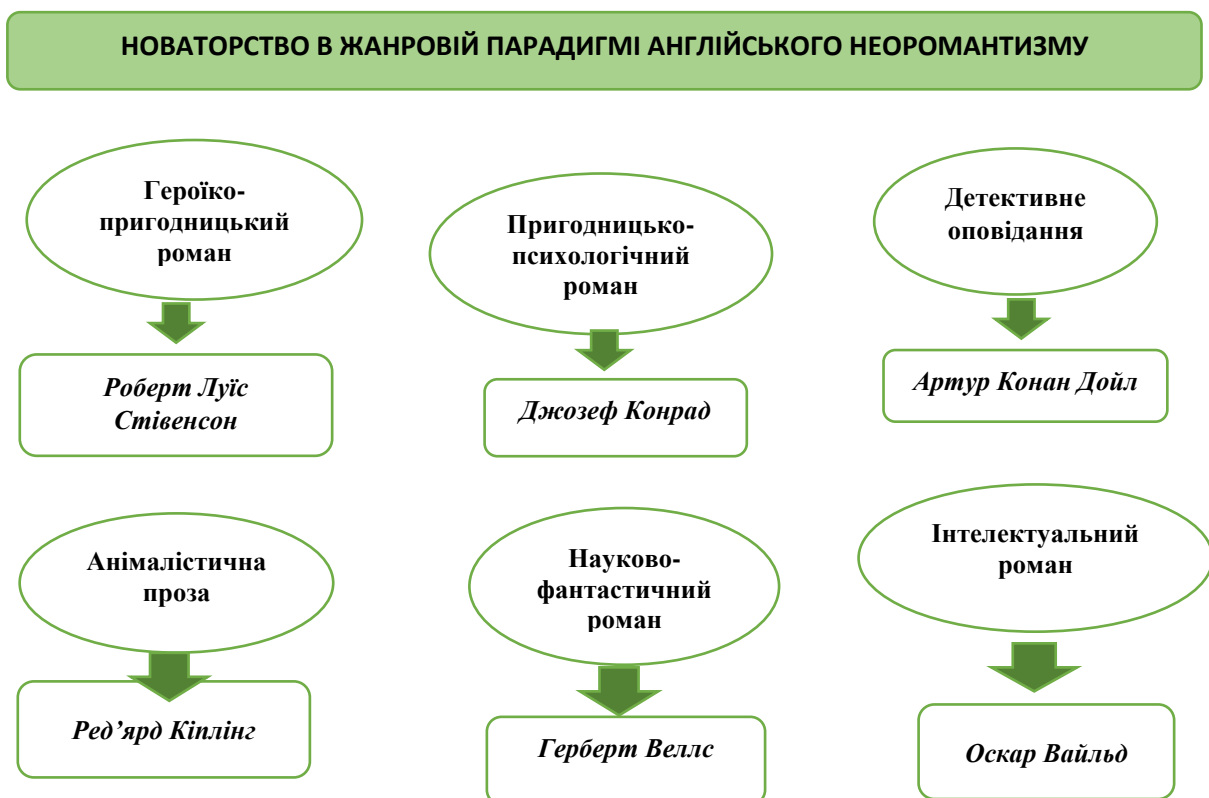 НОВАТОРСТВО В ЖАНРОВІЙ ПАРАДИГМІ АНГЛІЙСЬКОГО НЕОРОМАНТИЗМУ
Героїко-
пригодницький
роман
Роберт Луїс
Стівенсон
Пригодницько-
психологічний
роман
Джозеф Конрад
Детективне
оповідання
Артур Конан Дойл
Анімалістична
проза
Ред’ярд Кіплінг
Науково-
фантастичний
роман
Герберт Веллс
Інтелектуальний
роман
Оскар Вайльд